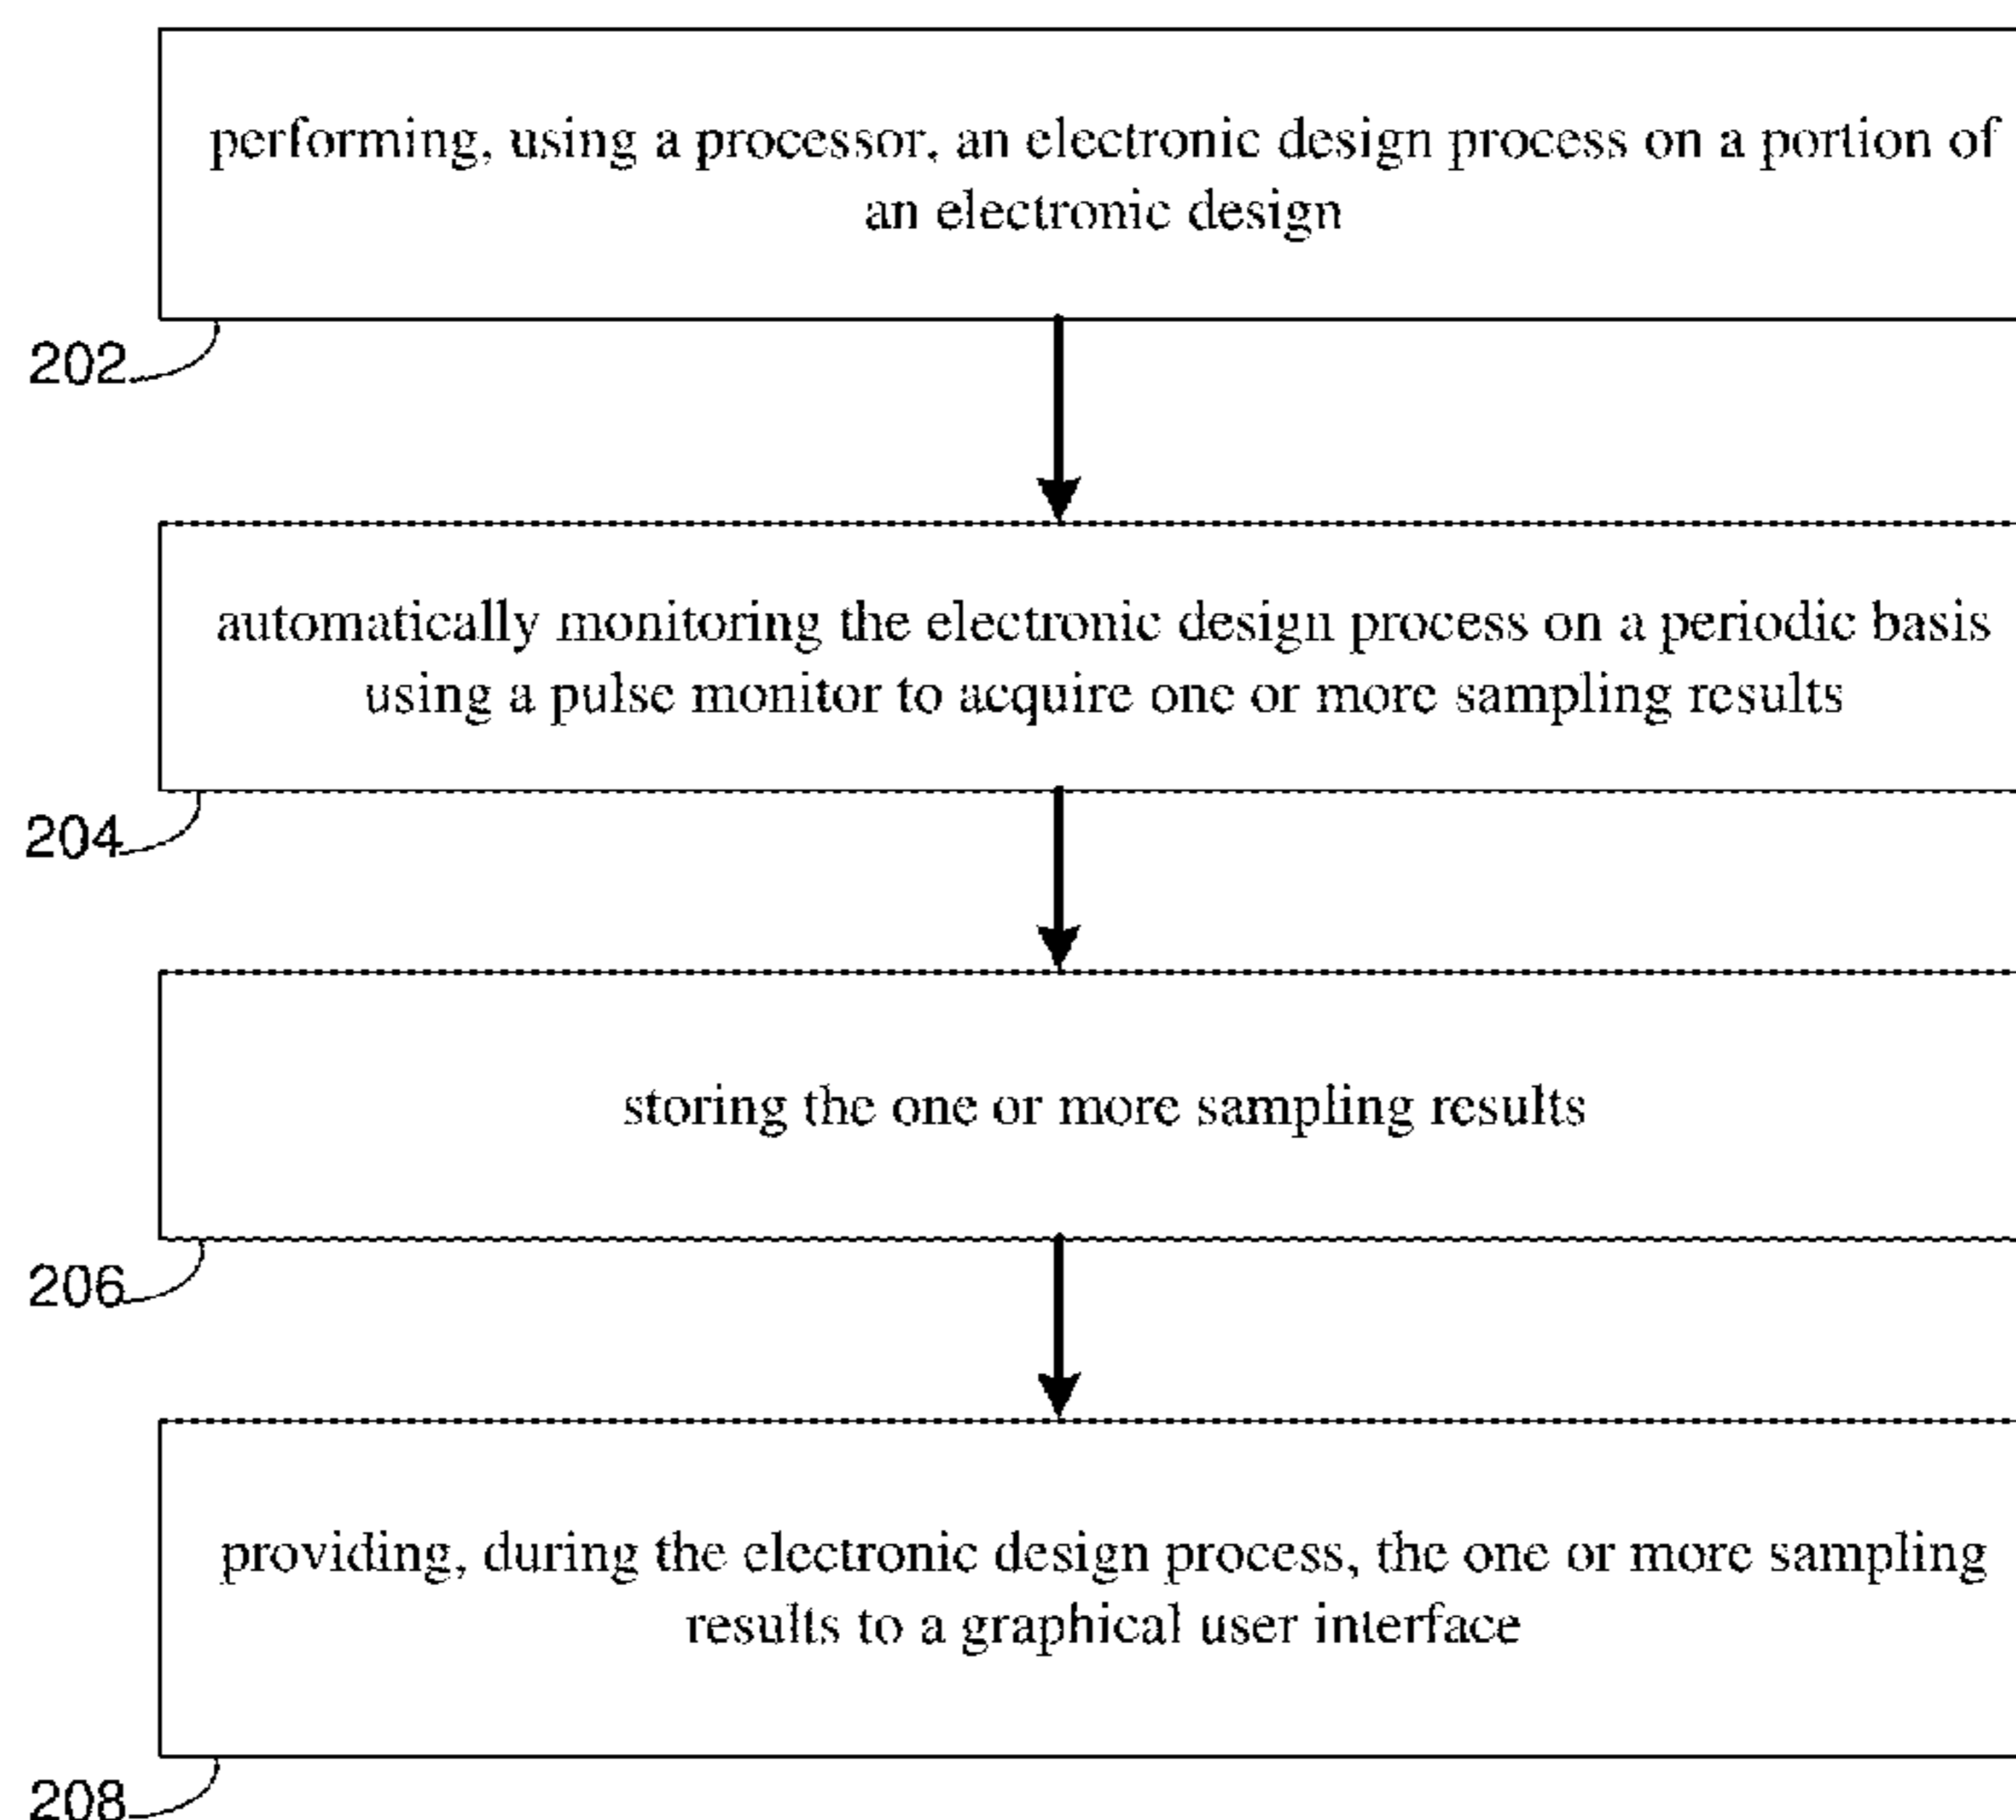 performing, using a processor, an electronic design process on a portion of
an electronic design
202
automatically monitoring the electronic design process on a periodic basis
using a pulse monitor to acquire one or more sampling results
204
storing the one or more sampling results
206
providing, during the electronic design process, the one or more sampling
results to a graphical user interface
208